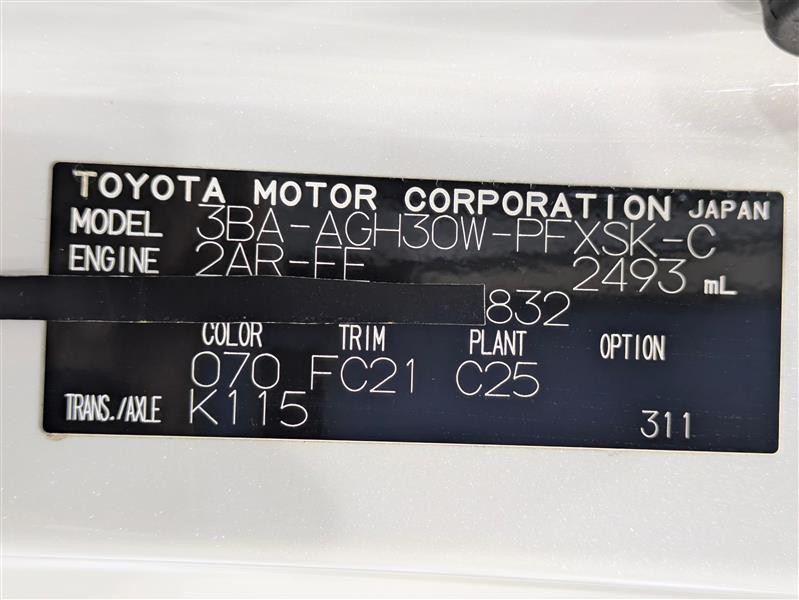 TOYOTA MOTOR CORPORATION JAPAN
MODEL 3BA-AGH30W-PFXSK-C
ENGINE 2AR-FE 2493 mL
832
COLOR TRIM PLANT OPTION
070 FC21 C25
TRANS./AXLE K115 311